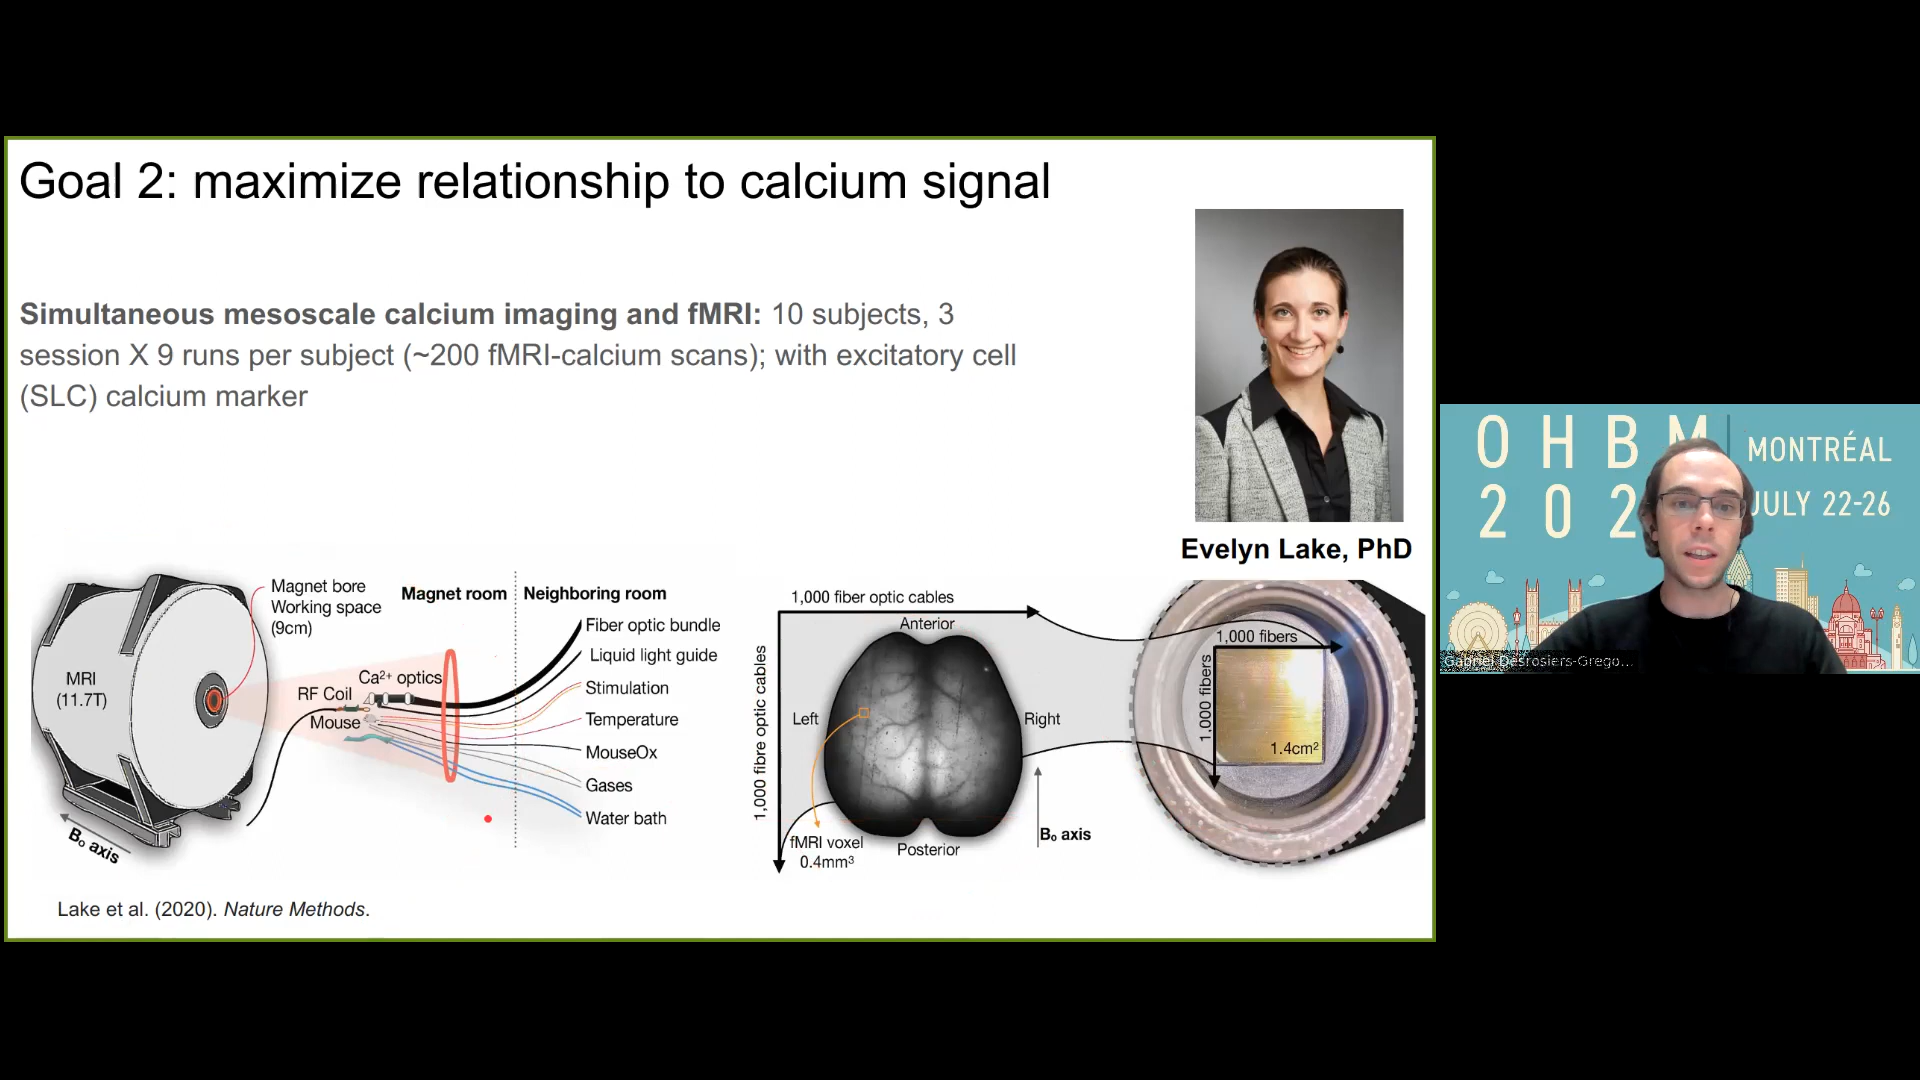 Goal 2: maximize relationship to calcium signal
Simultaneous mesoscale calcium imaging and fMRI: 10 subjects, 3
session X 9 runs per subject (~200 fMRI-calcium scans); with excitatory cell
(SLC) calcium marker
Evelyn Lake, PhD
Magnet bore
Working space
(9cm)
Magnet room
Neighboring room
MRI
(11.7T)
RF Coil
Ca²⁺ optics
Mouse
Fiber optic bundle
Liquid light guide
Stimulation
Temperature
MouseOx
Gases
Water bath
B₀ axis
1,000 fiber optic cables
1,000 fibre optic cables
Anterior
Left
Right
Posterior
fMRI voxel
0.4mm³
B₀ axis
1,000 fibers
1,000 fibers
1.4cm²
Lake et al. (2020). Nature Methods.
O H B M
2 0 2
MONTRÉAL
JULY 22-26
Gabriel Desrosiers-Grego...